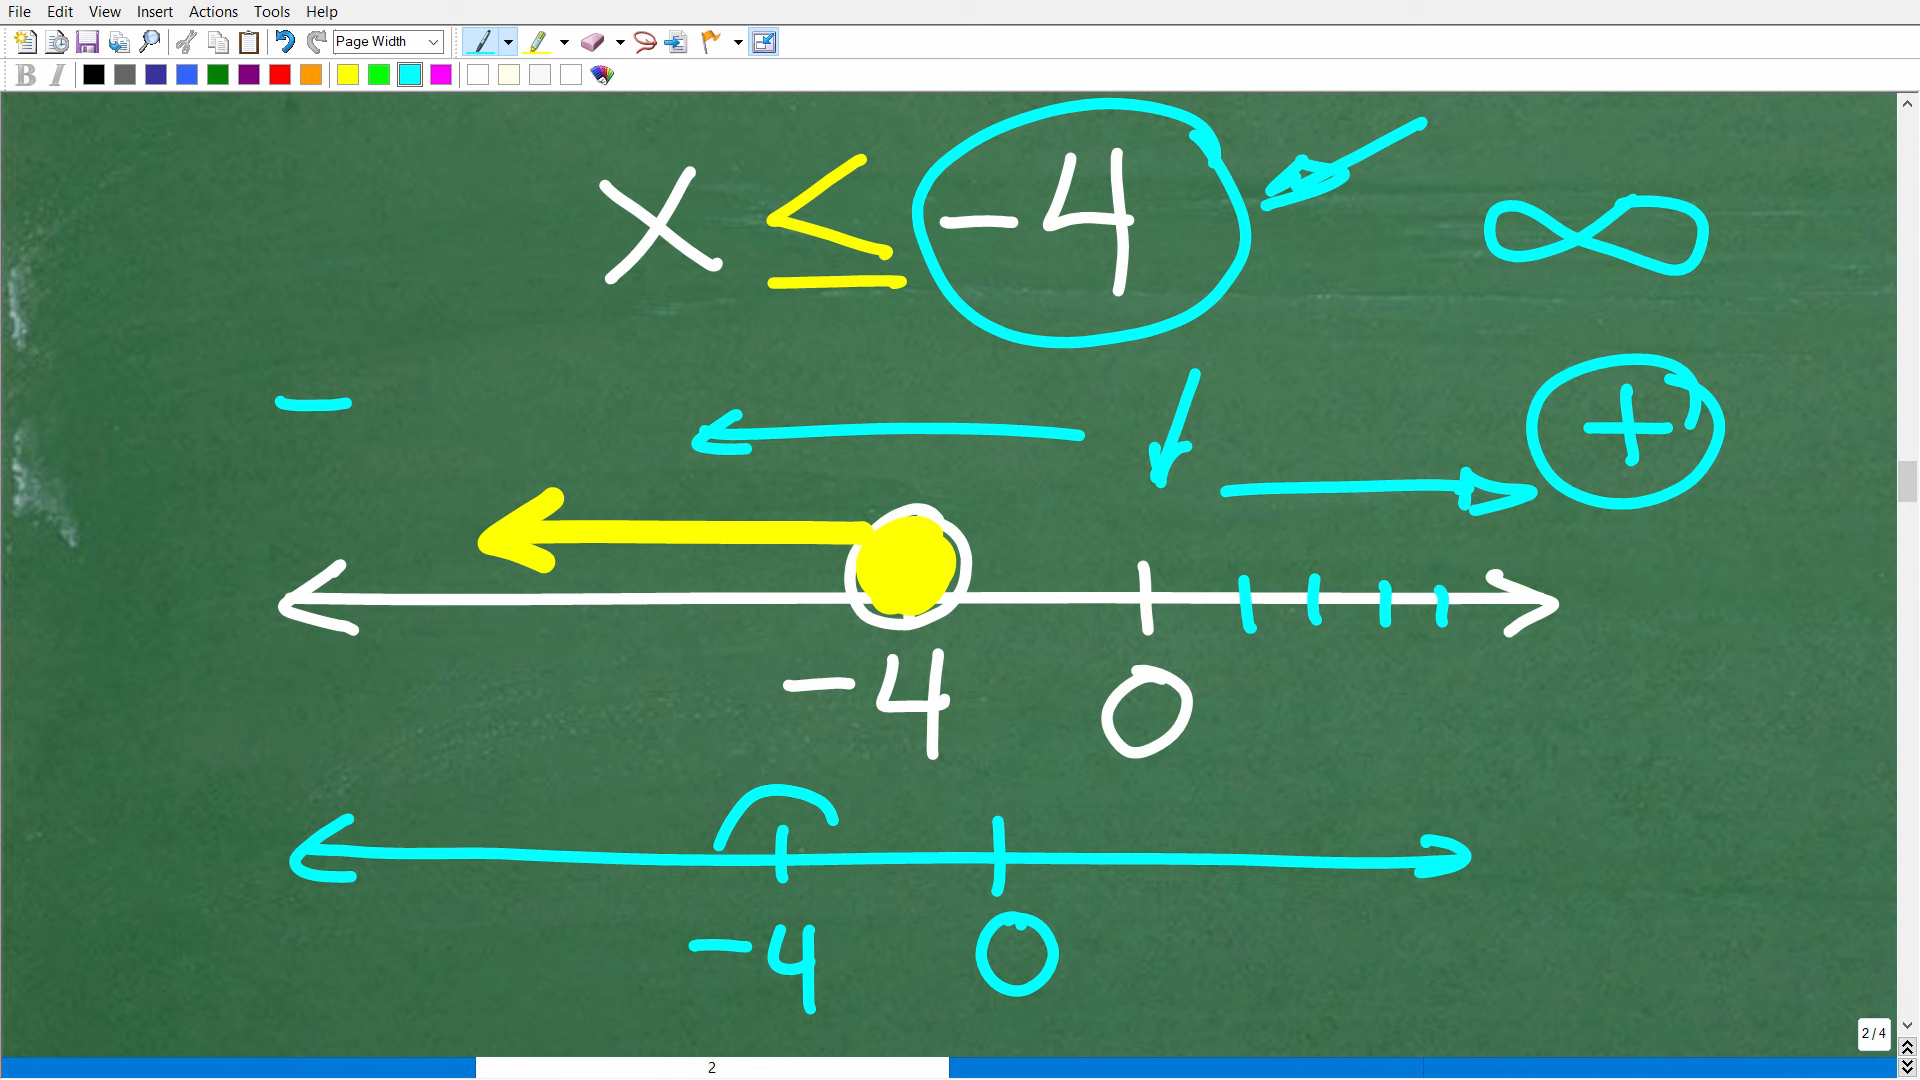 File Edit View Insert Actions Tools Help
Page Width
B I
x ≤ -4
∞
- +
-4 0
-4 0
2 / 4
2